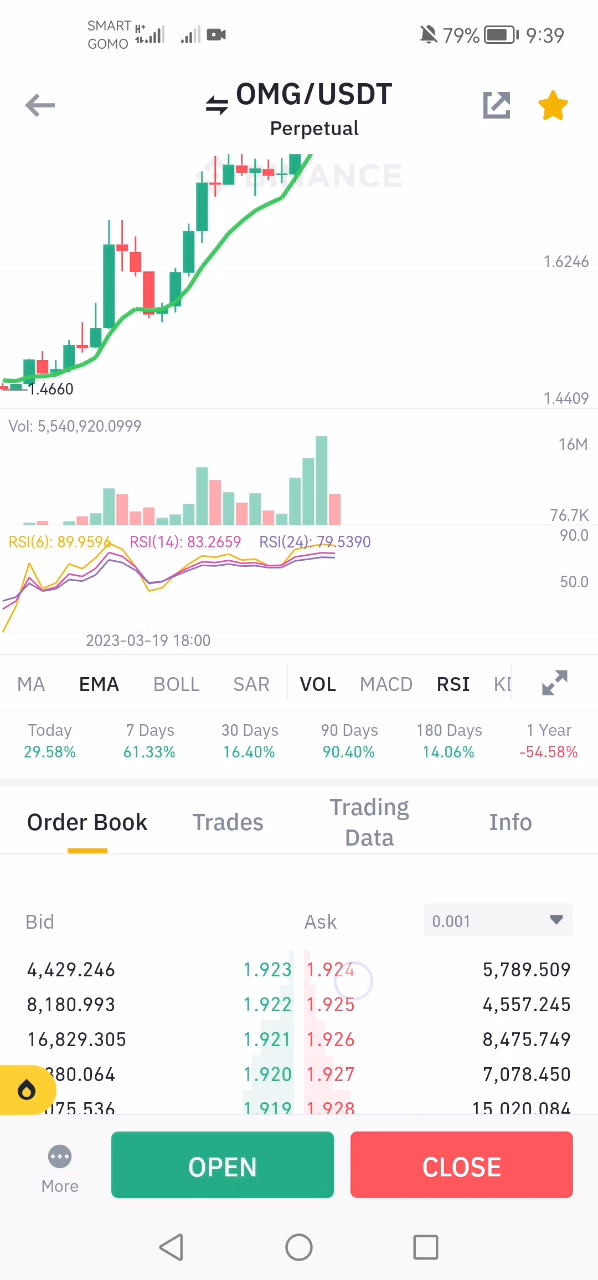 SMART H+
GOMO
79% 9:39
OMG/USDT
Perpetual
BINANCE
1.6246
1.4660
1.4409
Vol: 5,540,920.0999
16M
76.7K
RSI(6): 89.9596 RSI(14): 83.2659 RSI(24): 79.5390
90.0
50.0
2023-03-19 18:00
MA EMA BOLL SAR VOL MACD RSI
Today 7 Days 30 Days 90 Days 180 Days 1 Year
29.58% 61.33% 16.40% 90.40% 14.06% -54.58%
Order Book Trades Trading Data Info
Bid Ask 0.001
4,429.246 1.923 1.924 5,789.509
8,180.993 1.922 1.925 4,557.245
16,829.305 1.921 1.926 8,475.749
380.064 1.920 1.927 7,078.450
075.536 1.919 1.928 15,020.084
More OPEN CLOSE